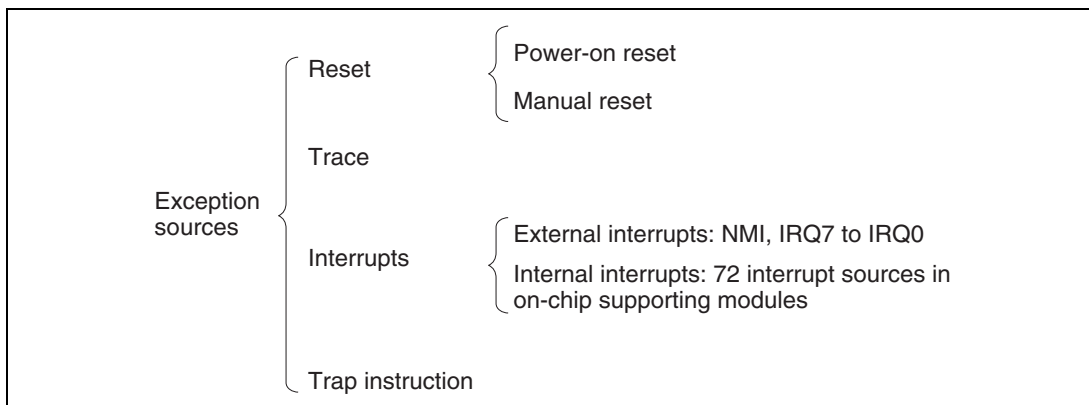 Exception
sources
Reset
Power-on reset
Manual reset
Trace
Interrupts
External interrupts: NMI, IRQ7 to IRQ0
Internal interrupts: 72 interrupt sources in
on-chip supporting modules
Trap instruction